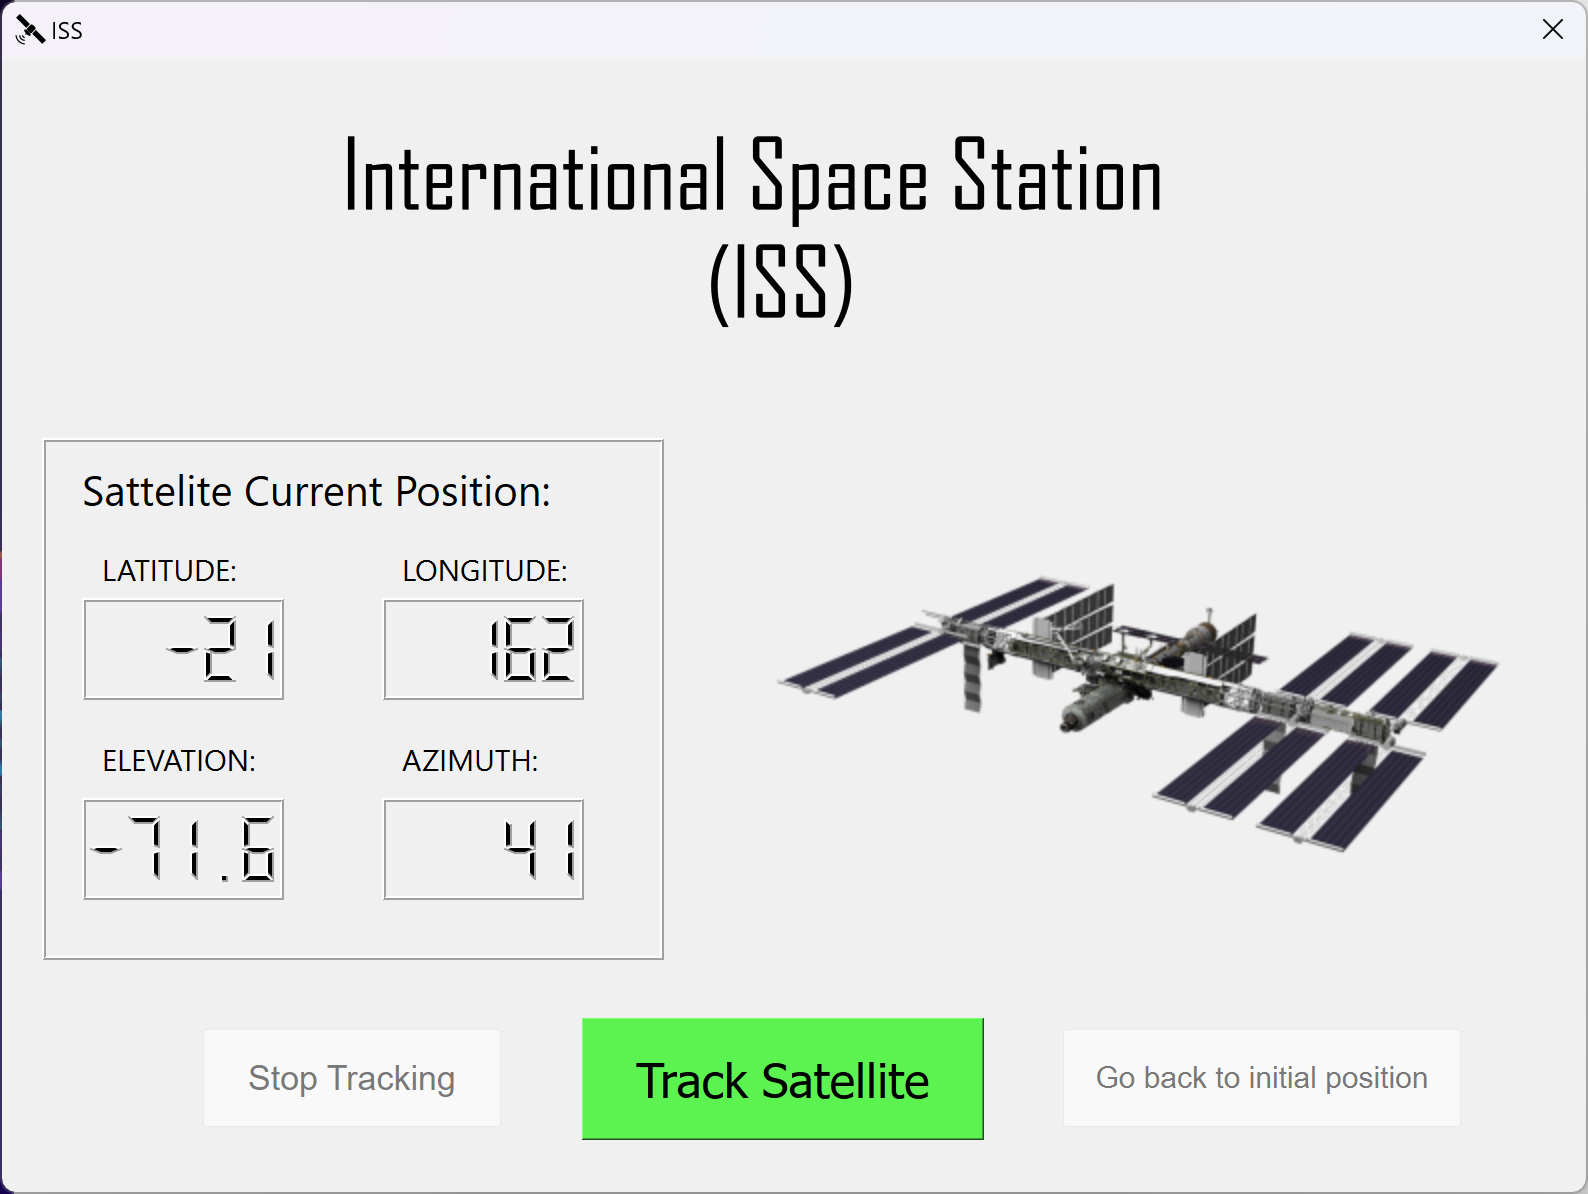 ISS
International Space Station
(ISS)
Sattelite Current Position:
LATITUDE: LONGITUDE:
-21 162
ELEVATION: AZIMUTH:
-71.6 41
Stop Tracking Track Satellite Go back to initial position